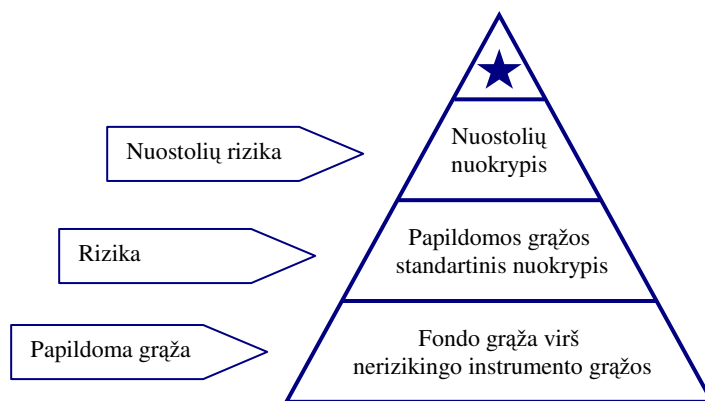 Nuostolių rizika
Nuostolių
nuokrypis
Rizika
Papildomos grąžos
standartinis nuokrypis
Papildoma grąža
Fondo grąža virš
nerizikingo instrumento grąžos